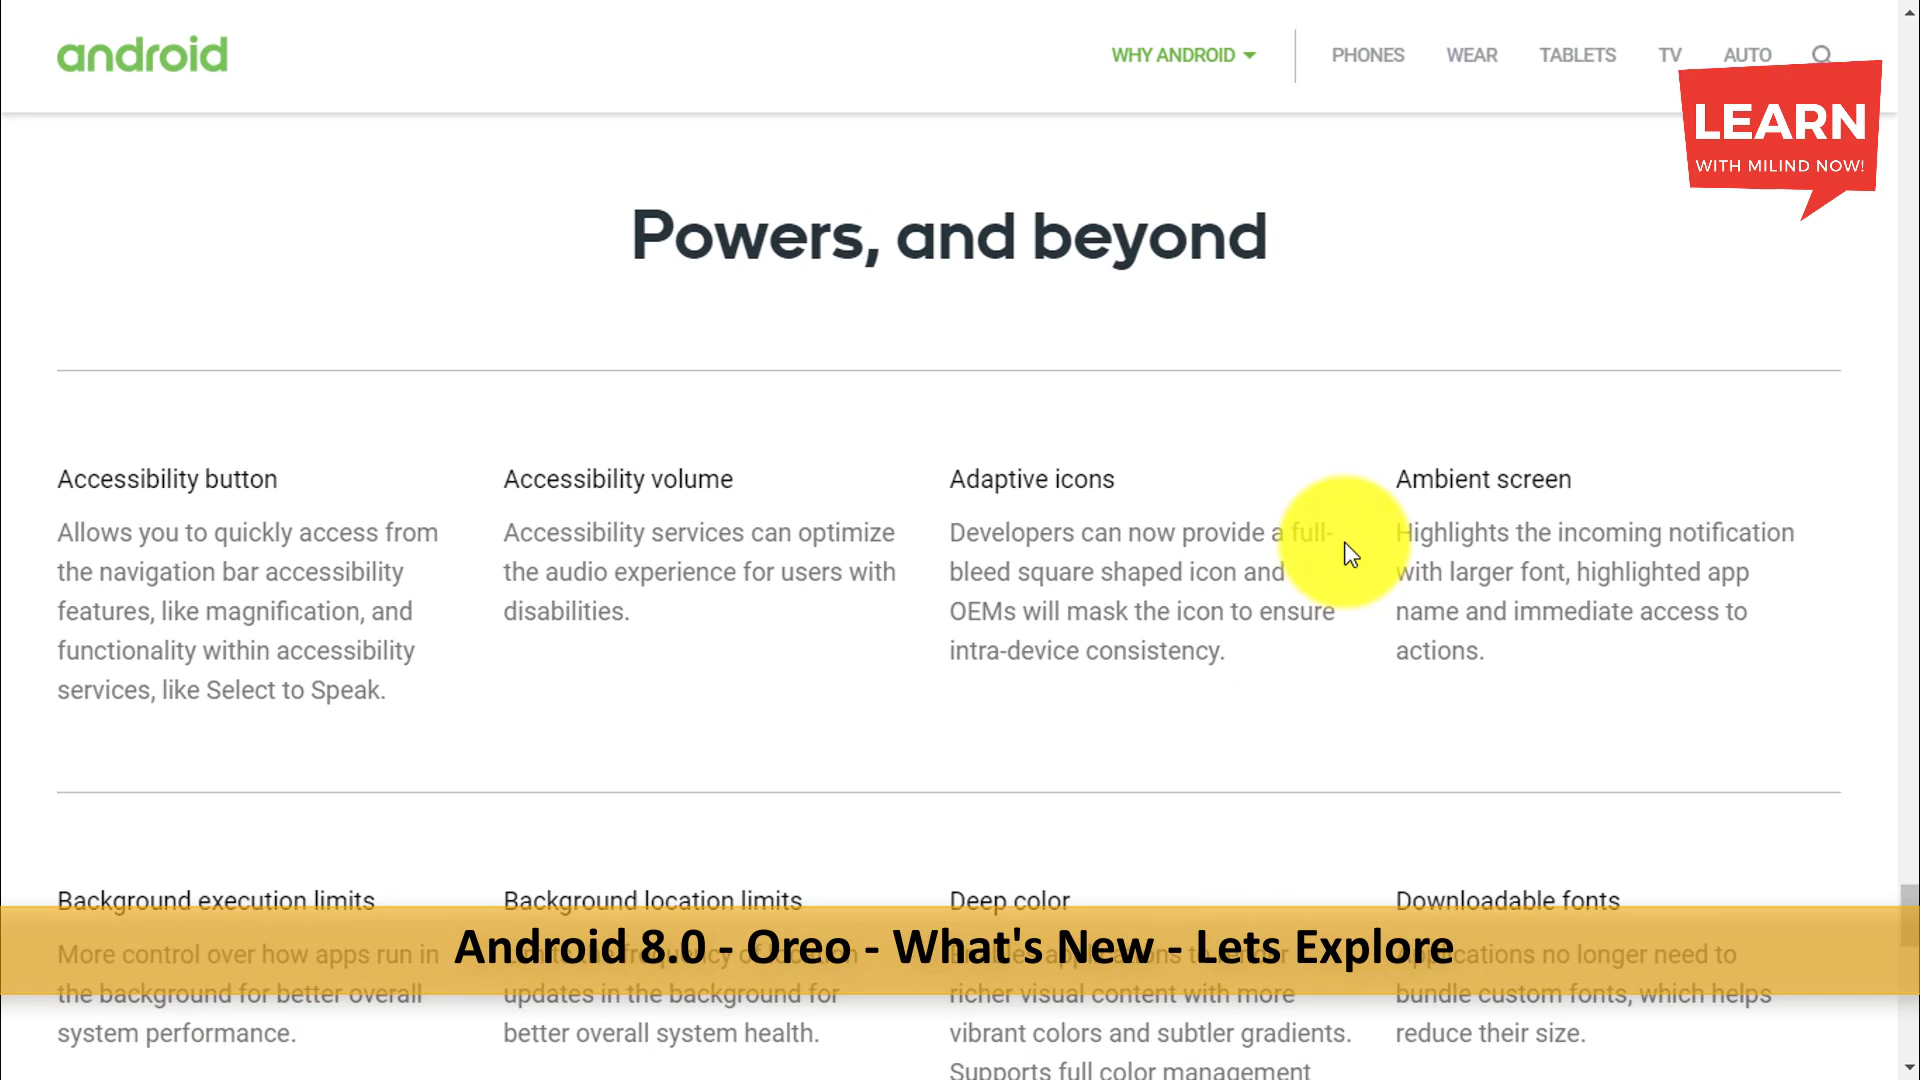 android
WHY ANDROID
PHONES
WEAR
TABLETS
TV
AUTO
LEARN
WITH MILIND NOW!
Powers, and beyond
Accessibility button
Allows you to quickly access from
the navigation bar accessibility
features, like magnification, and
functionality within accessibility
services, like Select to Speak.
Accessibility volume
Accessibility services can optimize
the audio experience for users with
disabilities.
Adaptive icons
Developers can now provide a full-
bleed square shaped icon and
OEMs will mask the icon to ensure
intra-device consistency.
Ambient screen
Highlights the incoming notification
with larger font, highlighted app
name and immediate access to
actions.
Background execution limits
More control over how apps run in
the background for better overall
system performance.
Background location limits
updates in the background for
better overall system health.
Deep color
richer visual content with more
vibrant colors and subtler gradients.
Supports full color management
Downloadable fonts
no longer need to
bundle custom fonts, which helps
reduce their size.
Android 8.0 - Oreo - What's New - Lets Explore